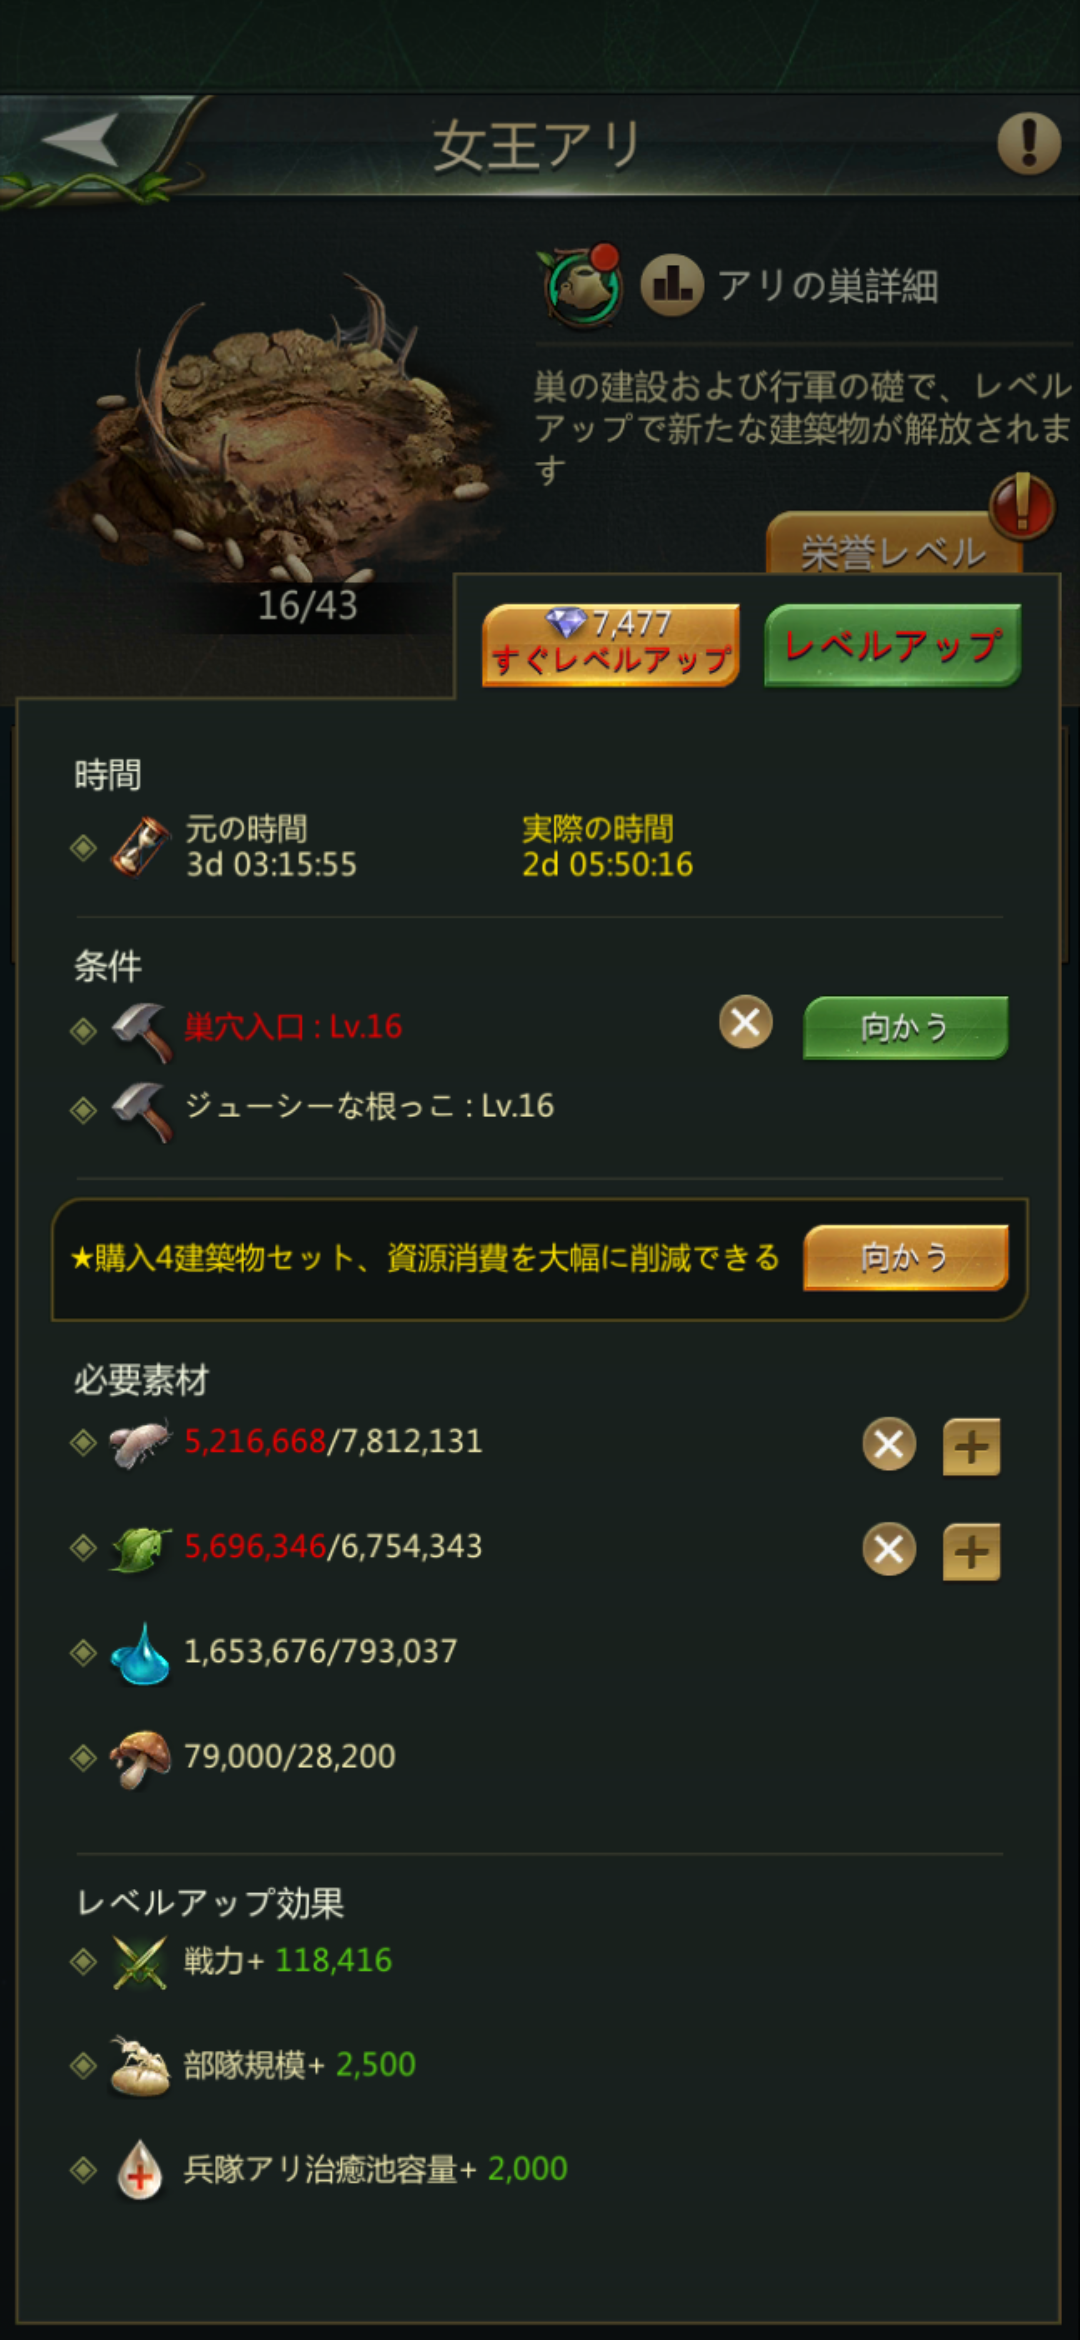 女王アリ
アリの巣詳細
巣の建設および行軍の礎で、レベル
アップで新たな建築物が解放されま
す
栄誉レベル
16/43
7,477
すぐレベルアップ
レベルアップ
時間
元の時間
実際の時間
3d 03:15:55
2d 05:50:16
条件
巣穴入口 : Lv.16
向かう
ジューシーな根っこ : Lv.16
★購入4建築物セット、資源消費を大幅に削減できる
向かう
必要素材
5,216,668/7,812,131
5,696,346/6,754,343
1,653,676/793,037
79,000/28,200
レベルアップ効果
戦力+ 118,416
部隊規模+ 2,500
兵隊アリ治癒池容量+ 2,000